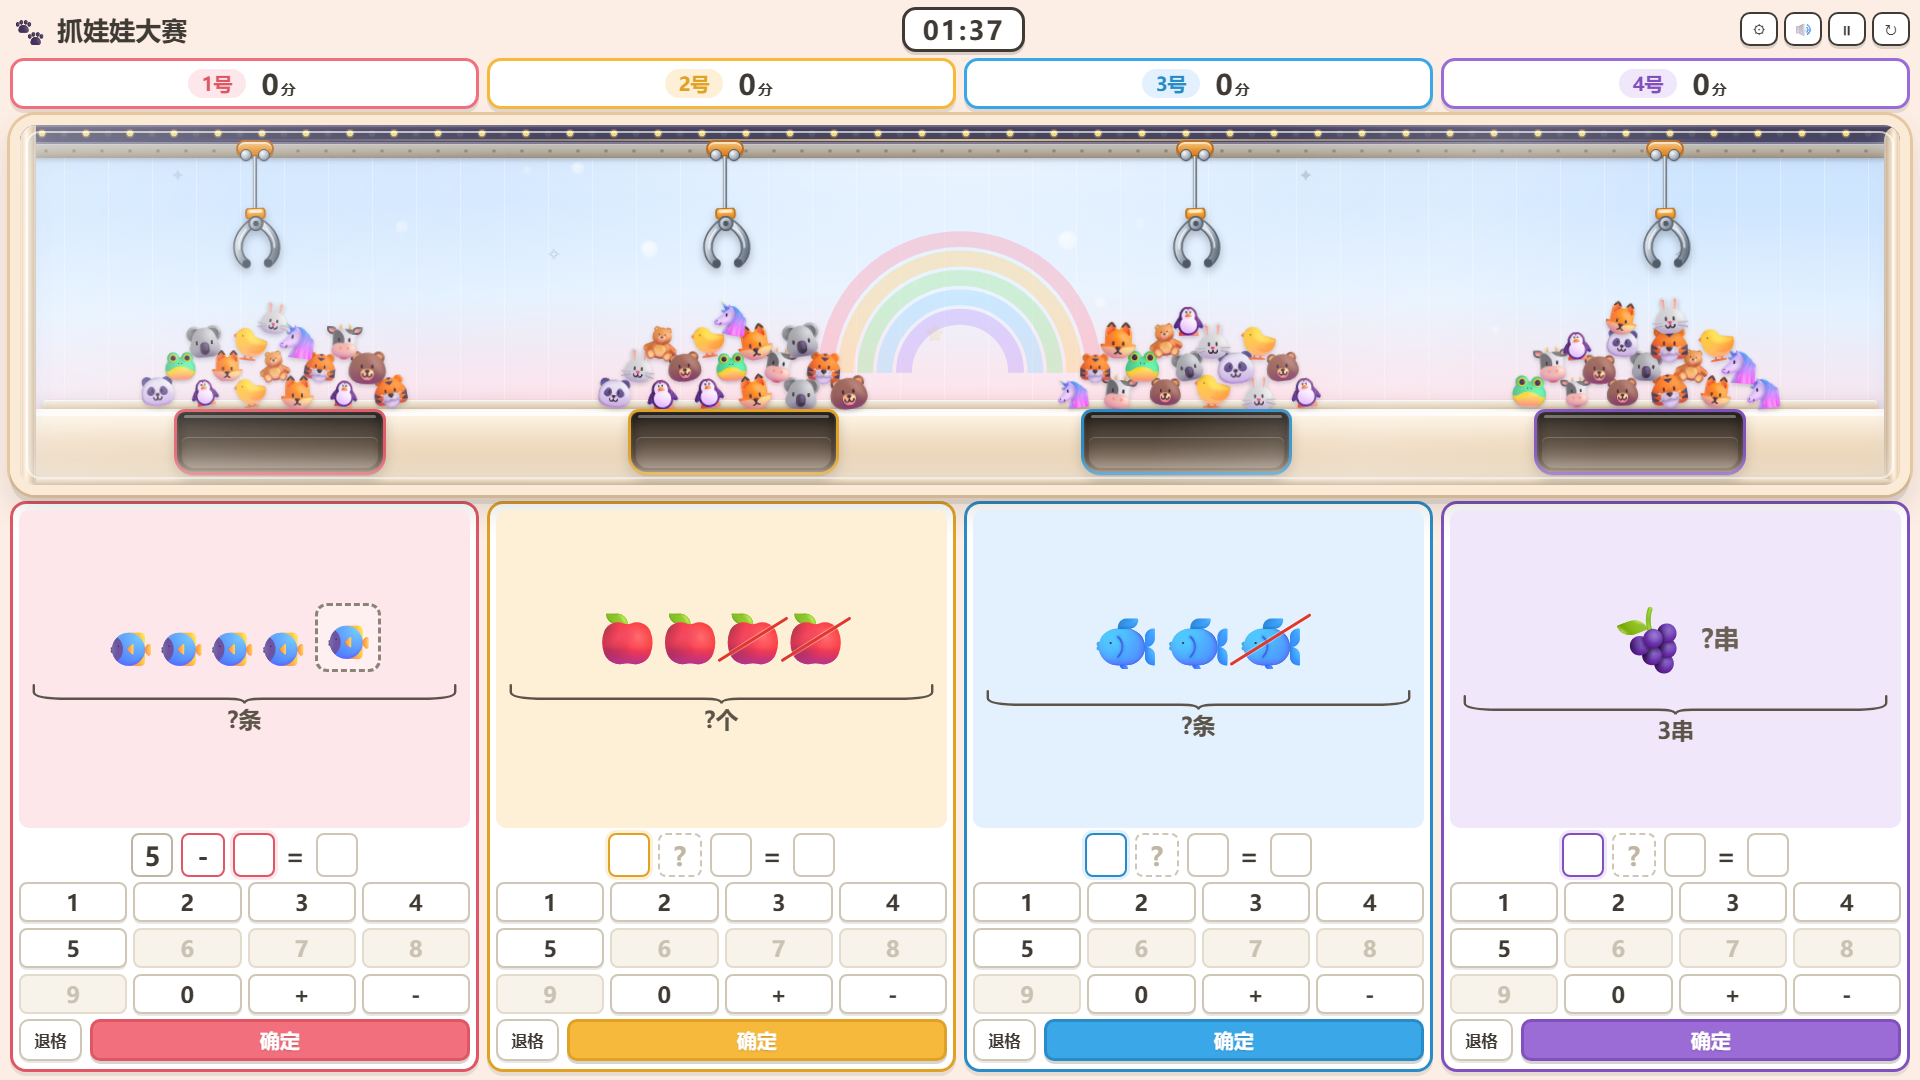 抓娃娃大赛
01:37
1号 0分
2号 0分
3号 0分
4号 0分
?条
?个
?条
?串
3串
5 - =
? =
? =
? =
1 2 3 4
5 6 7 8
9 0 + -
退格 确定
1 2 3 4
5 6 7 8
9 0 + -
退格 确定
1 2 3 4
5 6 7 8
9 0 + -
退格 确定
1 2 3 4
5 6 7 8
9 0 + -
退格 确定